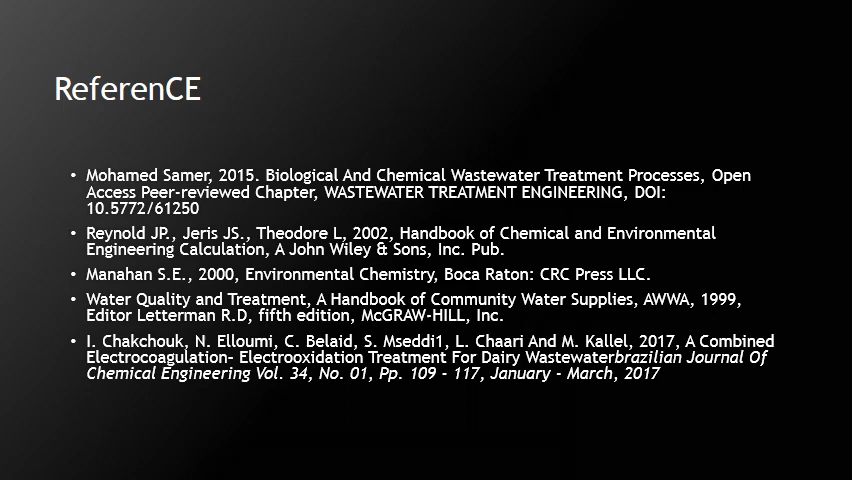 ReferenCE
• Mohamed Samer, 2015. Biological And Chemical Wastewater Treatment Processes, Open
Access Peer-reviewed Chapter, WASTEWATER TREATMENT ENGINEERING, DOI:
10.5772/61250
• Reynold JP., Jeris JS., Theodore L, 2002, Handbook of Chemical and Environmental
Engineering Calculation, A John Wiley & Sons, Inc. Pub.
• Manahan S.E., 2000, Environmental Chemistry, Boca Raton: CRC Press LLC.
• Water Quality and Treatment, A Handbook of Community Water Supplies, AWWA, 1999,
Editor Letterman R.D, fifth edition, McGRAW-HILL, Inc.
• I. Chakchouk, N. Elloumi, C. Belaid, S. Mseddi1, L. Chaari And M. Kallel, 2017, A Combined
Electrocoagulation– Electrooxidation Treatment For Dairy Wastewaterbrazilian Journal Of
Chemical Engineering Vol. 34, No. 01, Pp. 109 - 117, January - March, 2017